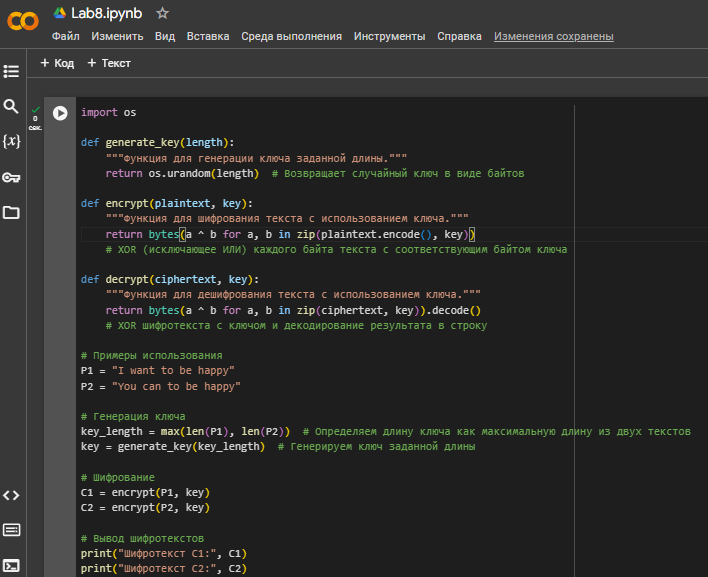 Lab8.ipynb
Файл Изменить Вид Вставка Среда выполнения Инструменты Справка Изменения сохранены
+ Код + Текст
0
сек.
import os
def generate_key(length):
    """Функция для генерации ключа заданной длины."""
    return os.urandom(length)  # Возвращает случайный ключ в виде байтов
def encrypt(plaintext, key):
    """Функция для шифрования текста с использованием ключа."""
    return bytes(a ^ b for a, b in zip(plaintext.encode(), key))
    # XOR (исключающее ИЛИ) каждого байта текста с соответствующим байтом ключа
def decrypt(ciphertext, key):
    """Функция для дешифрования текста с использованием ключа."""
    return bytes(a ^ b for a, b in zip(ciphertext, key)).decode()
    # XOR шифротекста с ключом и декодирование результата в строку
# Примеры использования
P1 = "I want to be happy"
P2 = "You can to be happy"
# Генерация ключа
key_length = max(len(P1), len(P2))  # Определяем длину ключа как максимальную длину из двух текстов
key = generate_key(key_length)  # Генерируем ключ заданной длины
# Шифрование
C1 = encrypt(P1, key)
C2 = encrypt(P2, key)
# Вывод шифротекстов
print("Шифротекст C1:", C1)
print("Шифротекст C2:", C2)